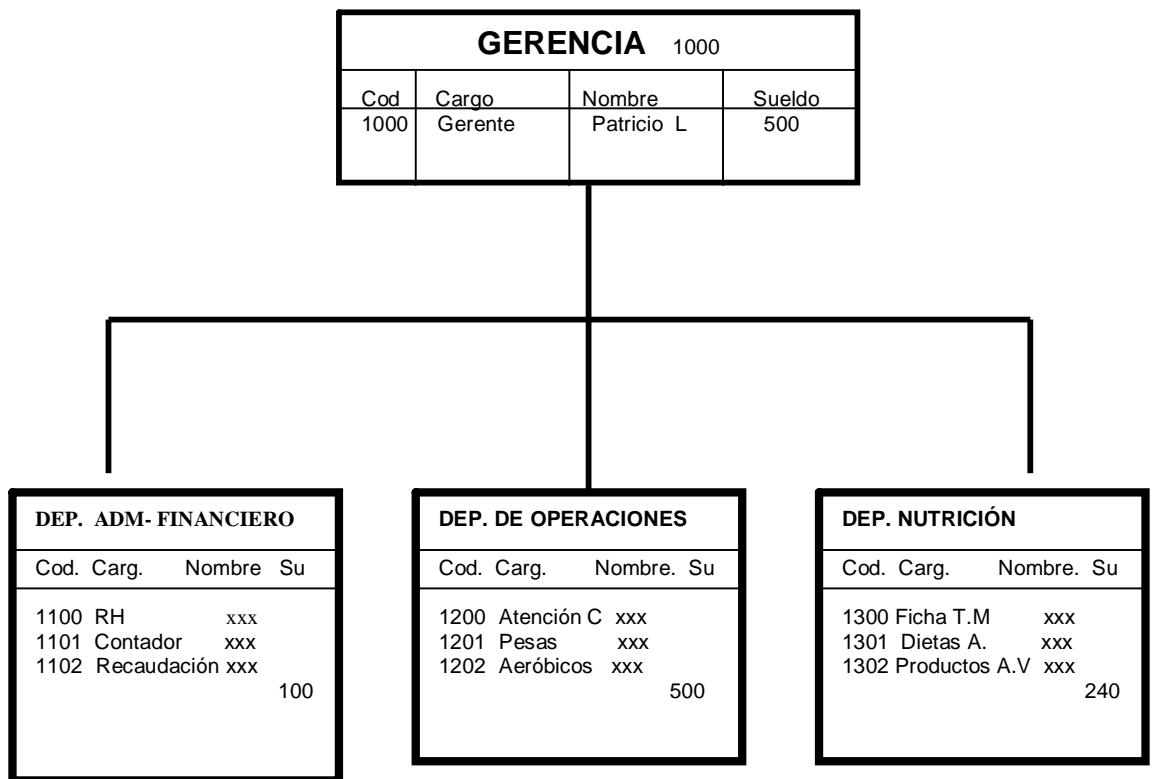 GERENCIA 1000
Cod Cargo Nombre Sueldo
1000 Gerente Patricio L 500
DEP. ADM- FINANCIERO
Cod. Carg. Nombre Su
1100 RH xxx
1101 Contador xxx
1102 Recaudación xxx
100
DEP. DE OPERACIONES
Cod. Carg. Nombre. Su
1200 Atención C xxx
1201 Pesas xxx
1202 Aeróbicos xxx
500
DEP. NUTRICIÓN
Cod. Carg. Nombre. Su
1300 Ficha T.M xxx
1301 Dietas A. xxx
1302 Productos A.V xxx
240